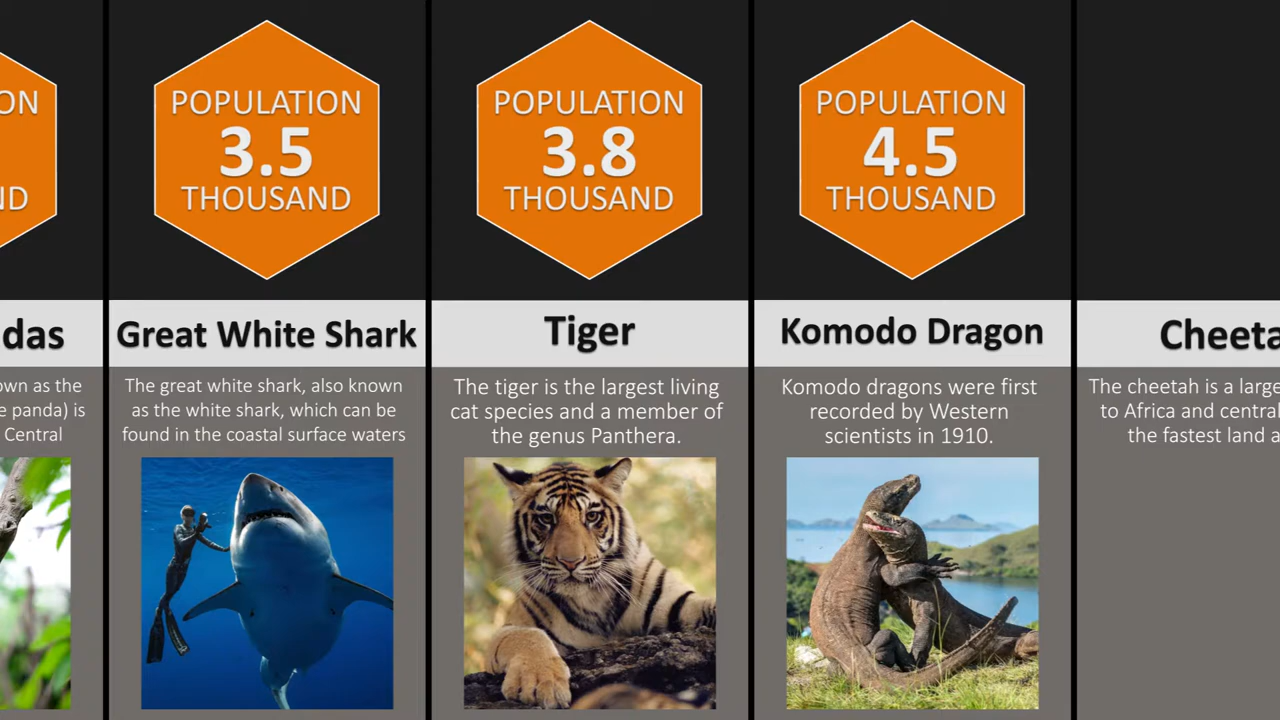 ON
ND
das
own as the
e panda) is
Central
POPULATION
3.5
THOUSAND
Great White Shark
The great white shark, also known
as the white shark, which can be
found in the coastal surface waters
POPULATION
3.8
THOUSAND
Tiger
The tiger is the largest living
cat species and a member of
the genus Panthera.
POPULATION
4.5
THOUSAND
Komodo Dragon
Komodo dragons were first
recorded by Western
scientists in 1910.
Cheeta
The cheetah is a large
to Africa and central
the fastest land a